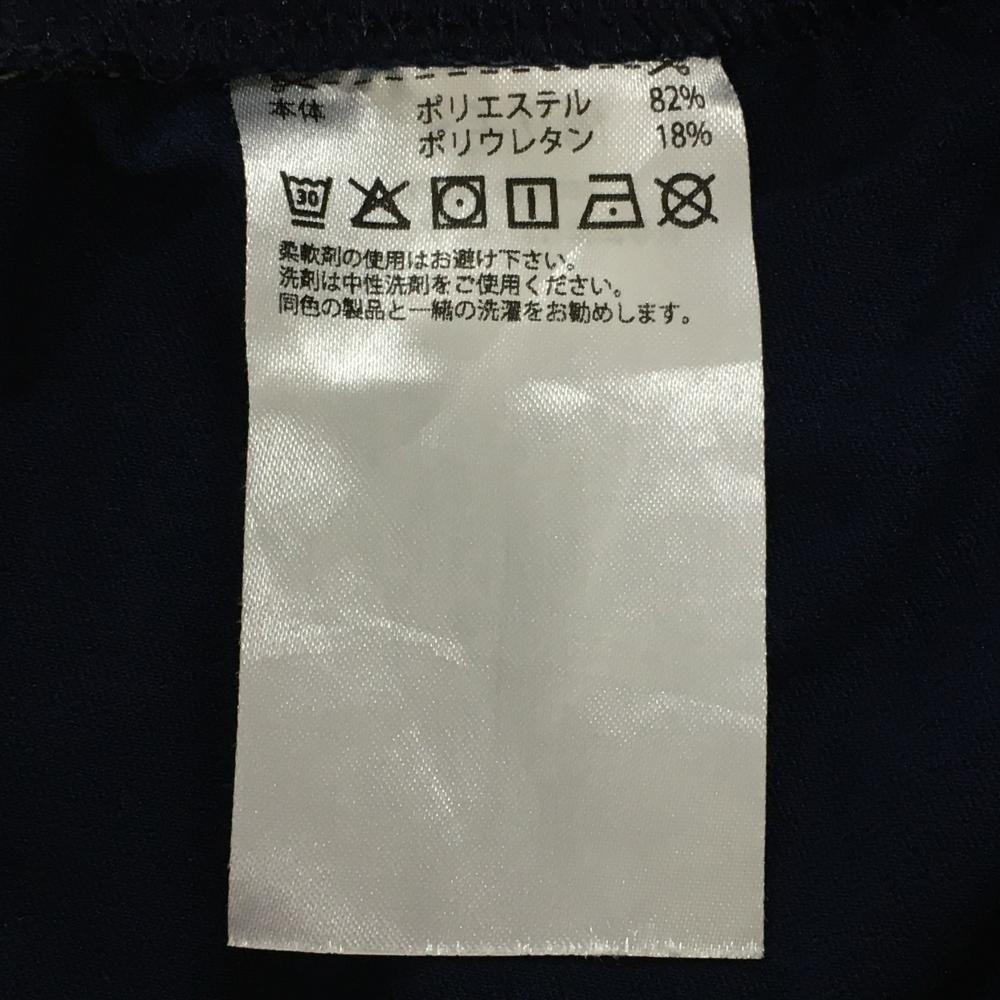 本体 ポリエステル 82%
ポリウレタン 18%
30
柔軟剤の使用はお避け下さい。
洗剤は中性洗剤をご使用ください。
同色の製品と一緒の洗濯をお勧めします。